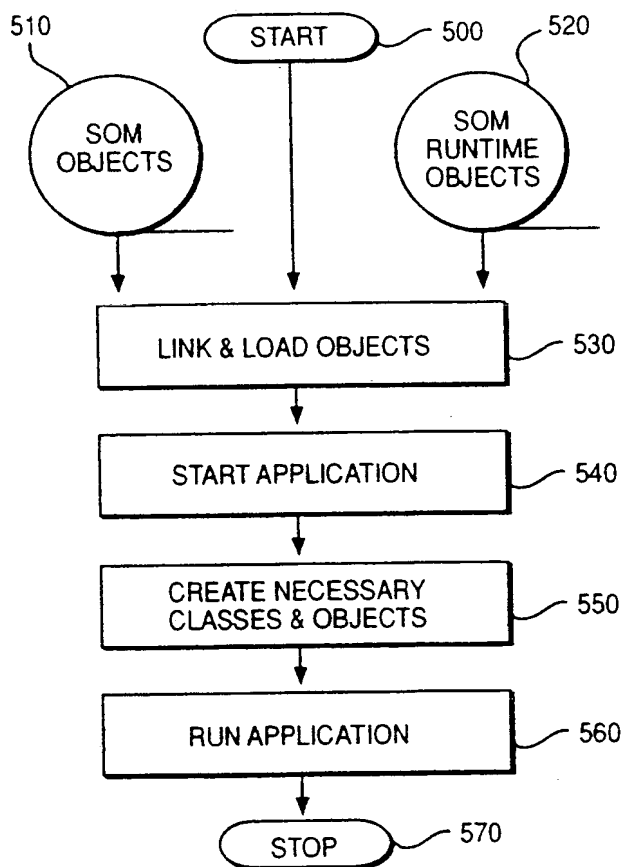 510
START
500
520
SOM
OBJECTS
SOM
RUNTIME
OBJECTS
LINK & LOAD OBJECTS
530
START APPLICATION
540
CREATE NECESSARY
CLASSES & OBJECTS
550
RUN APPLICATION
560
STOP
570